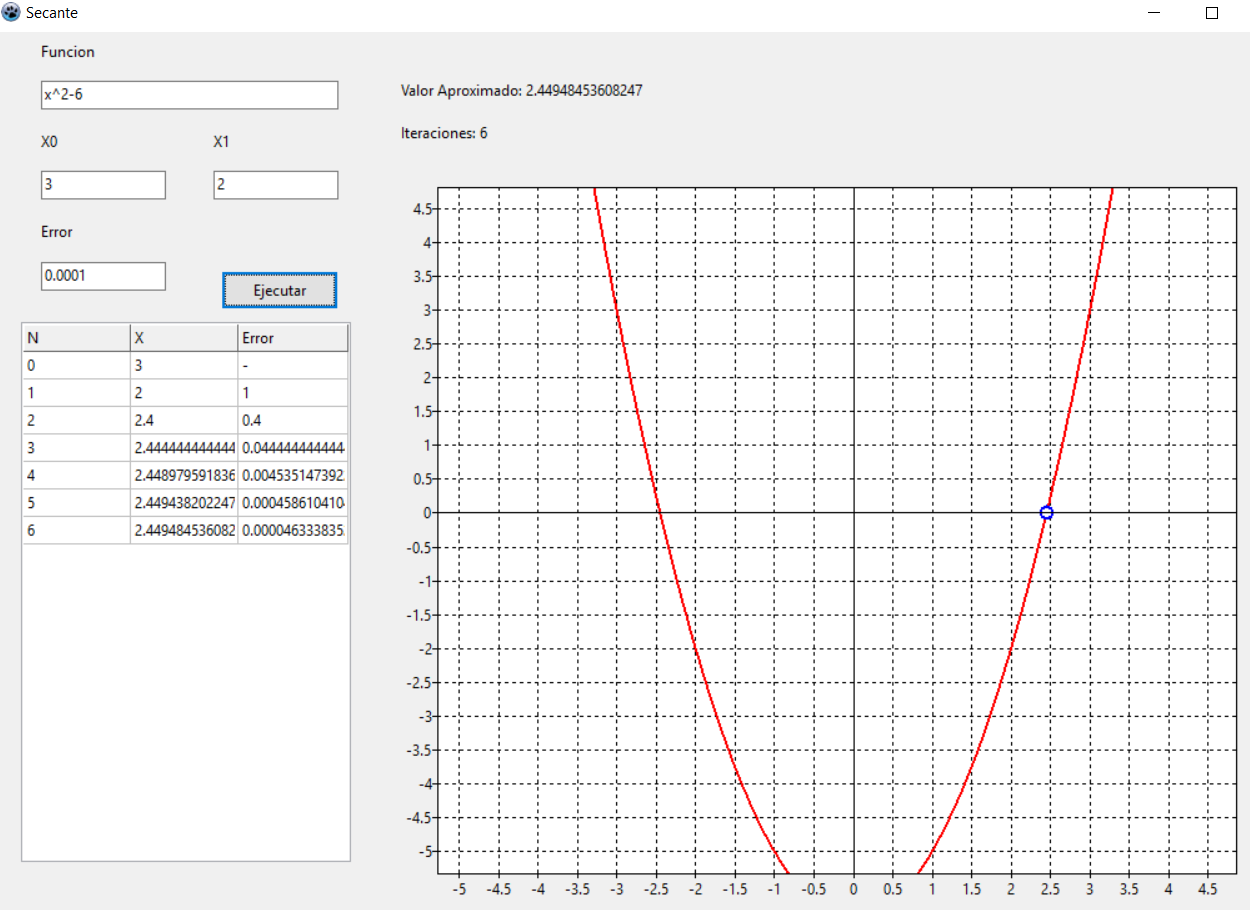 Secante
Funcion
x^2-6
X0 X1
3 2
Error
0.0001
Ejecutar
N X Error
0 3 -
1 2 1
2 2.4 0.4
3 2.444444444444 0.044444444444
4 2.448979591836 0.004535147392
5 2.449438202247 0.000458610410
6 2.449484536082 0.000046333835
Valor Aproximado: 2.44948453608247
Iteraciones: 6
4.5
4
3.5
3
2.5
2
1.5
1
0.5
0
-0.5
-1
-1.5
-2
-2.5
-3
-3.5
-4
-4.5
-5
-5 -4.5 -4 -3.5 -3 -2.5 -2 -1.5 -1 -0.5 0 0.5 1 1.5 2 2.5 3 3.5 4 4.5